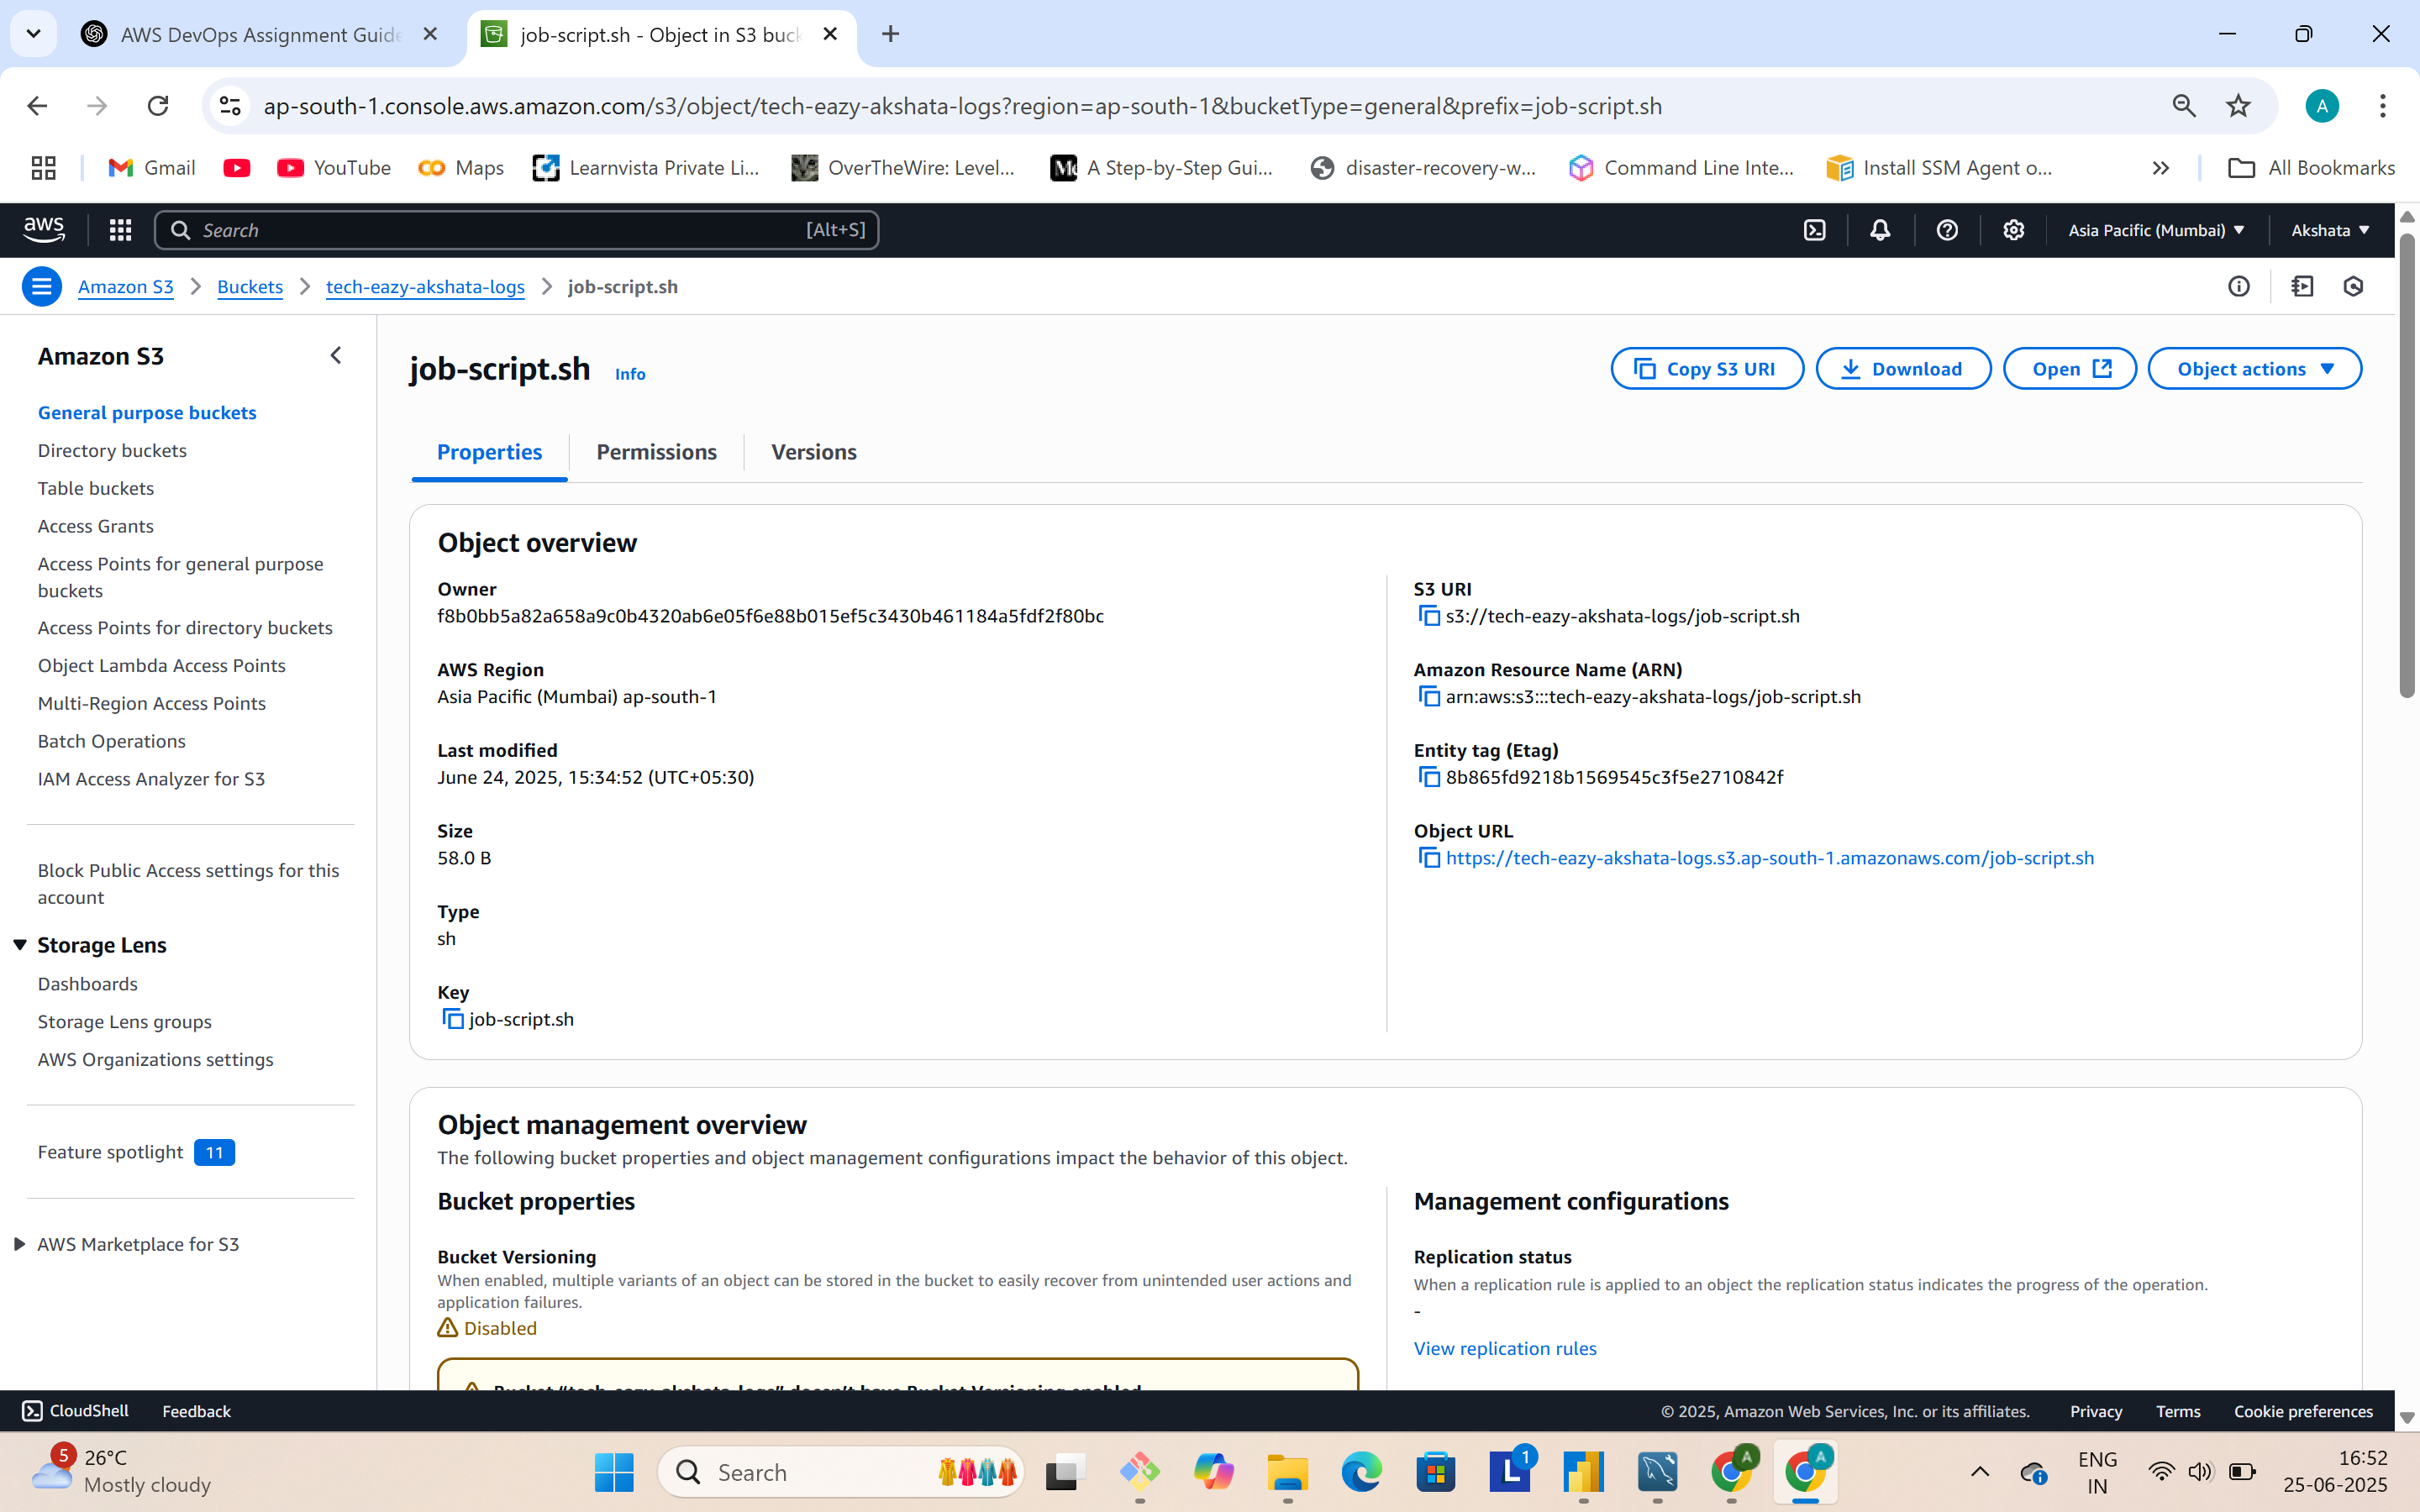 AWS DevOps Assignment Guide
job-script.sh - Object in S3 buc
ap-south-1.console.aws.amazon.com/s3/object/tech-eazy-akshata-logs?region=ap-south-1&bucketType=general&prefix=job-script.sh
A
Gmail
YouTube
Maps
Learnvista Private Li...
OverTheWire: Level...
A Step-by-Step Gui...
disaster-recovery-w...
Command Line Inte...
Install SSM Agent o...
All Bookmarks
aws
Search
[Alt+S]
Asia Pacific (Mumbai)
Akshata
Amazon S3
Buckets
tech-eazy-akshata-logs
job-script.sh
Amazon S3
General purpose buckets
Directory buckets
Table buckets
Access Grants
Access Points for general purpose
buckets
Access Points for directory buckets
Object Lambda Access Points
Multi-Region Access Points
Batch Operations
IAM Access Analyzer for S3
Block Public Access settings for this
account
Storage Lens
Dashboards
Storage Lens groups
AWS Organizations settings
Feature spotlight 11
AWS Marketplace for S3
job-script.sh Info
Copy S3 URI
Download
Open
Object actions
Properties
Permissions
Versions
Object overview
Owner
f8b0bb5a82a658a9c0b4320ab6e05f6e88b015ef5c3430b461184a5fdf2f80bc
AWS Region
Asia Pacific (Mumbai) ap-south-1
Last modified
June 24, 2025, 15:34:52 (UTC+05:30)
Size
58.0 B
Type
sh
Key
job-script.sh
S3 URI
s3://tech-eazy-akshata-logs/job-script.sh
Amazon Resource Name (ARN)
arn:aws:s3:::tech-eazy-akshata-logs/job-script.sh
Entity tag (Etag)
8b865fd9218b1569545c3f5e2710842f
Object URL
https://tech-eazy-akshata-logs.s3.ap-south-1.amazonaws.com/job-script.sh
Object management overview
The following bucket properties and object management configurations impact the behavior of this object.
Bucket properties
Bucket Versioning
When enabled, multiple variants of an object can be stored in the bucket to easily recover from unintended user actions and
application failures.
Disabled
Bucket "tech-eazy-akshata-logs" doesn't have Bucket Versioning enabled
Management configurations
Replication status
When a replication rule is applied to an object the replication status indicates the progress of the operation.
-
View replication rules
CloudShell
Feedback
© 2025, Amazon Web Services, Inc. or its affiliates.
Privacy
Terms
Cookie preferences
5
26°C
Mostly cloudy
Search
L
1
A
A
ENG
IN
16:52
25-06-2025